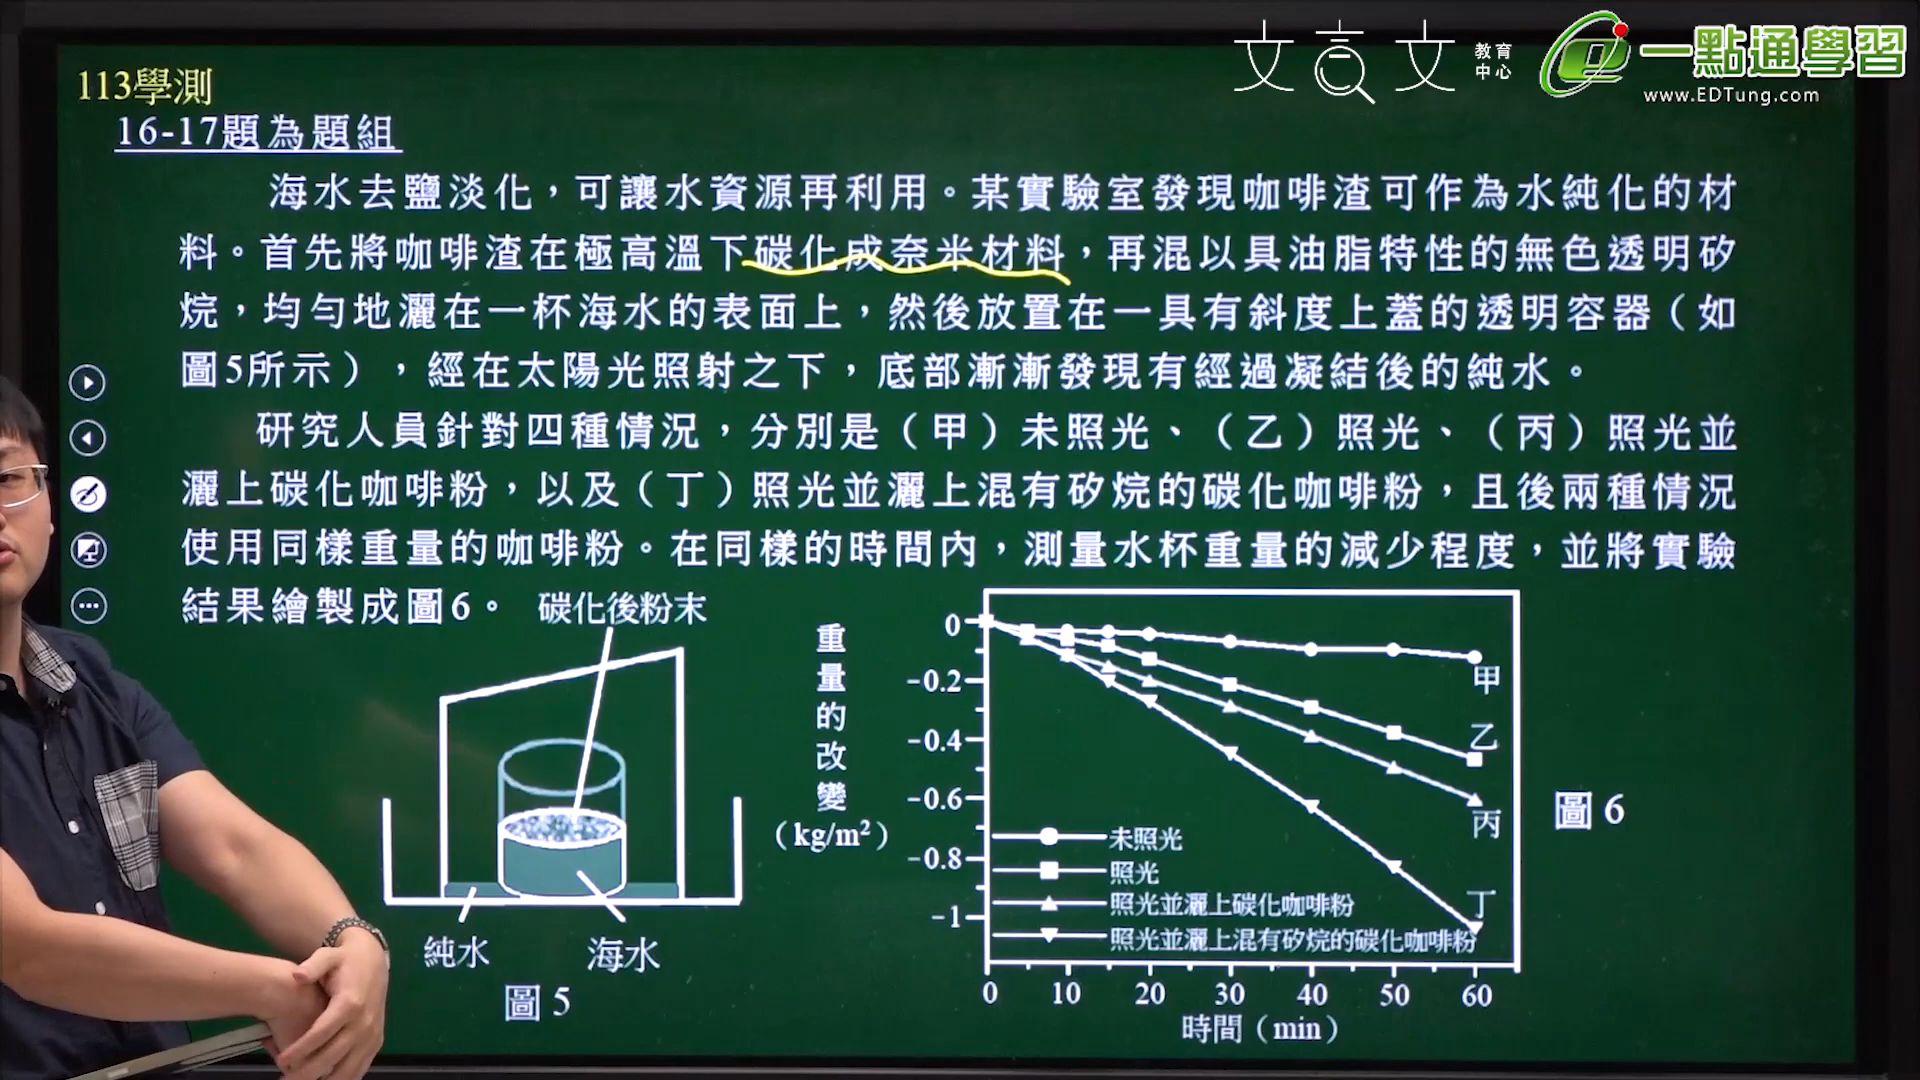 文言文
教育
中心
一點通學習
www.EDTung.com
113學測
16-17題為題組
海水去鹽淡化，可讓水資源再利用。某實驗室發現咖啡渣可作為水純化的材
料。首先將咖啡渣在極高溫下碳化成奈米材料，再混以具油脂特性的無色透明矽
烷，均勻地灑在一杯海水的表面上，然後放置在一具有斜度上蓋的透明容器（如
圖5所示），經在太陽光照射之下，底部漸漸發現有經過凝結後的純水。
研究人員針對四種情況，分別是（甲）未照光、（乙）照光、（丙）照光並
灑上碳化咖啡粉，以及（丁）照光並灑上混有矽烷的碳化咖啡粉，且後兩種情況
使用同樣重量的咖啡粉。在同樣的時間內，測量水杯重量的減少程度，並將實驗
結果繪製成圖6。
碳化後粉末
純水
海水
圖 5
重量的改變
（kg/m²）
0
-0.2
-0.4
-0.6
-0.8
-1
甲
乙
丙
丁
未照光
照光
照光並灑上碳化咖啡粉
照光並灑上混有矽烷的碳化咖啡粉
0 10 20 30 40 50 60
時間（min）
圖 6